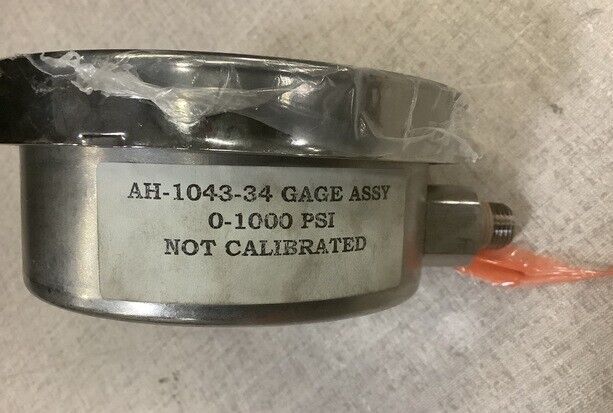 AH-1043-34 GAGE ASSY
0-1000 PSI
NOT CALIBRATED